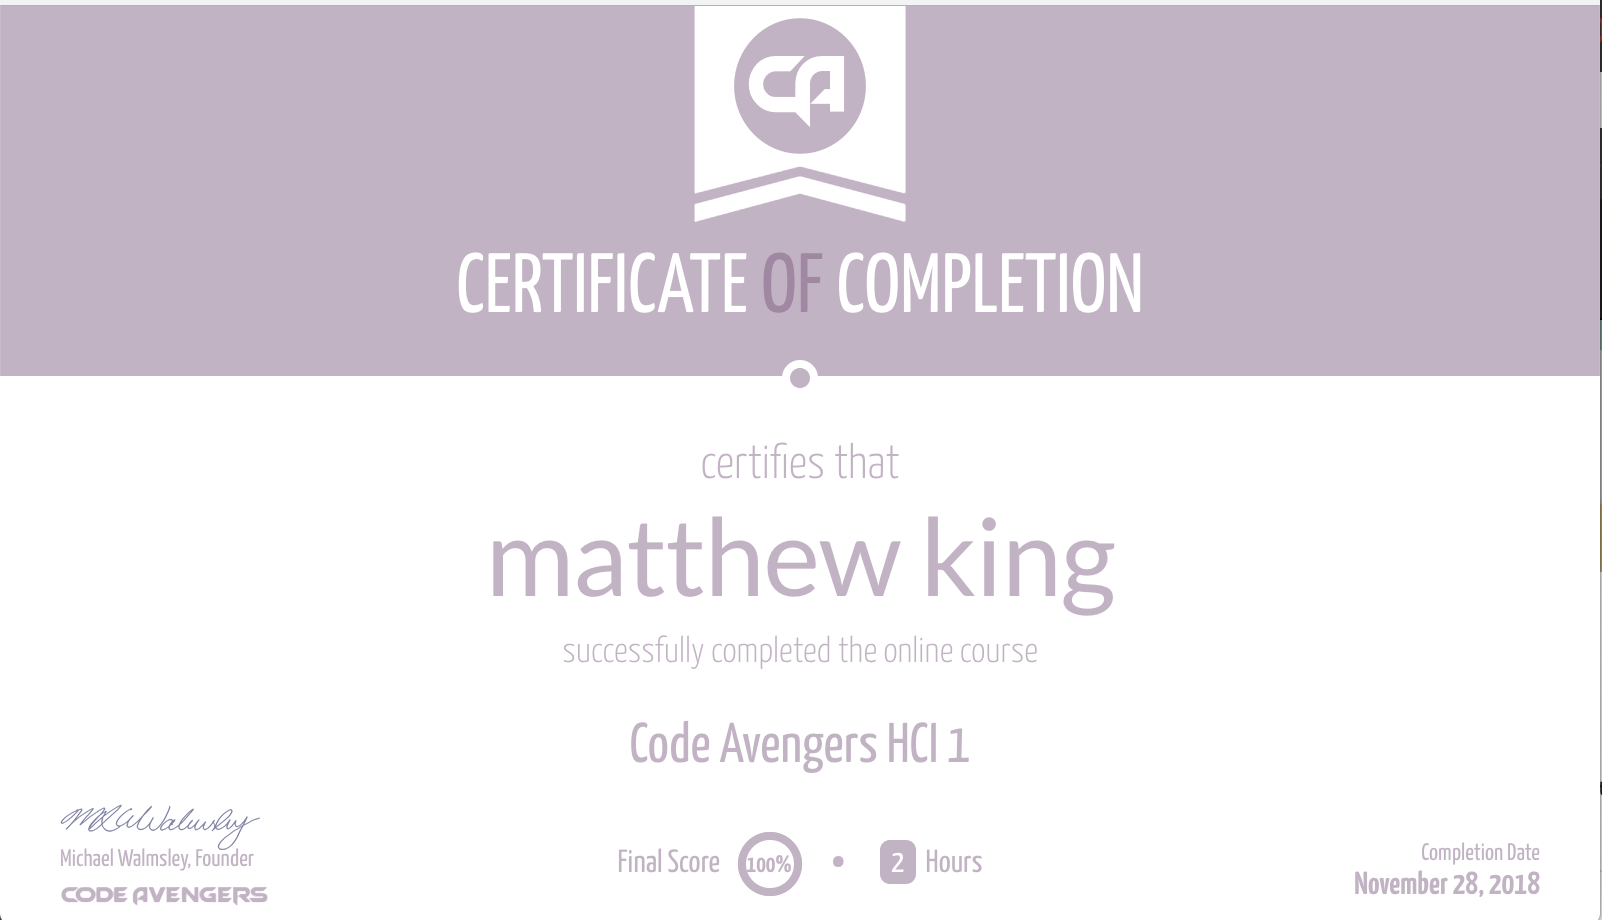 CA
CERTIFICATE OF COMPLETION
certifies that
matthew king
successfully completed the online course
Code Avengers HCI 1
MRAWalmsley
Michael Walmsley, Founder
CODE AVENGERS
Final Score 100% • 2 Hours
Completion Date
November 28, 2018